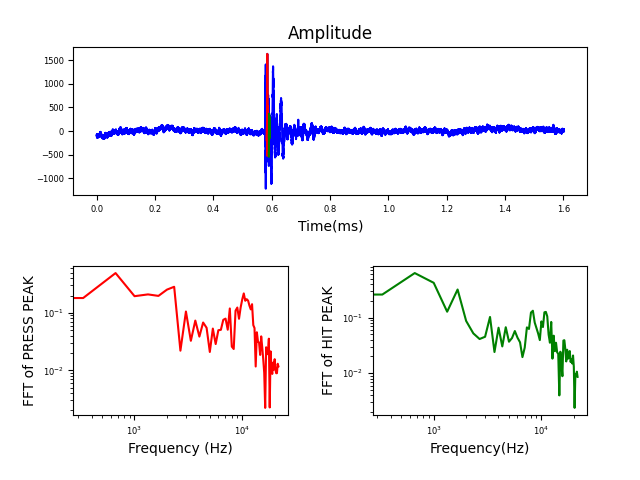 Amplitude
1500
1000
500
0
−500
−1000
0.0 0.2 0.4 0.6 0.8 1.0 1.2 1.4 1.6
Time(ms)
FFT of PRESS PEAK
10⁻¹
10⁻²
10³ 10⁴
Frequency (Hz)
FFT of HIT PEAK
10⁻¹
10⁻²
10³ 10⁴
Frequency(Hz)